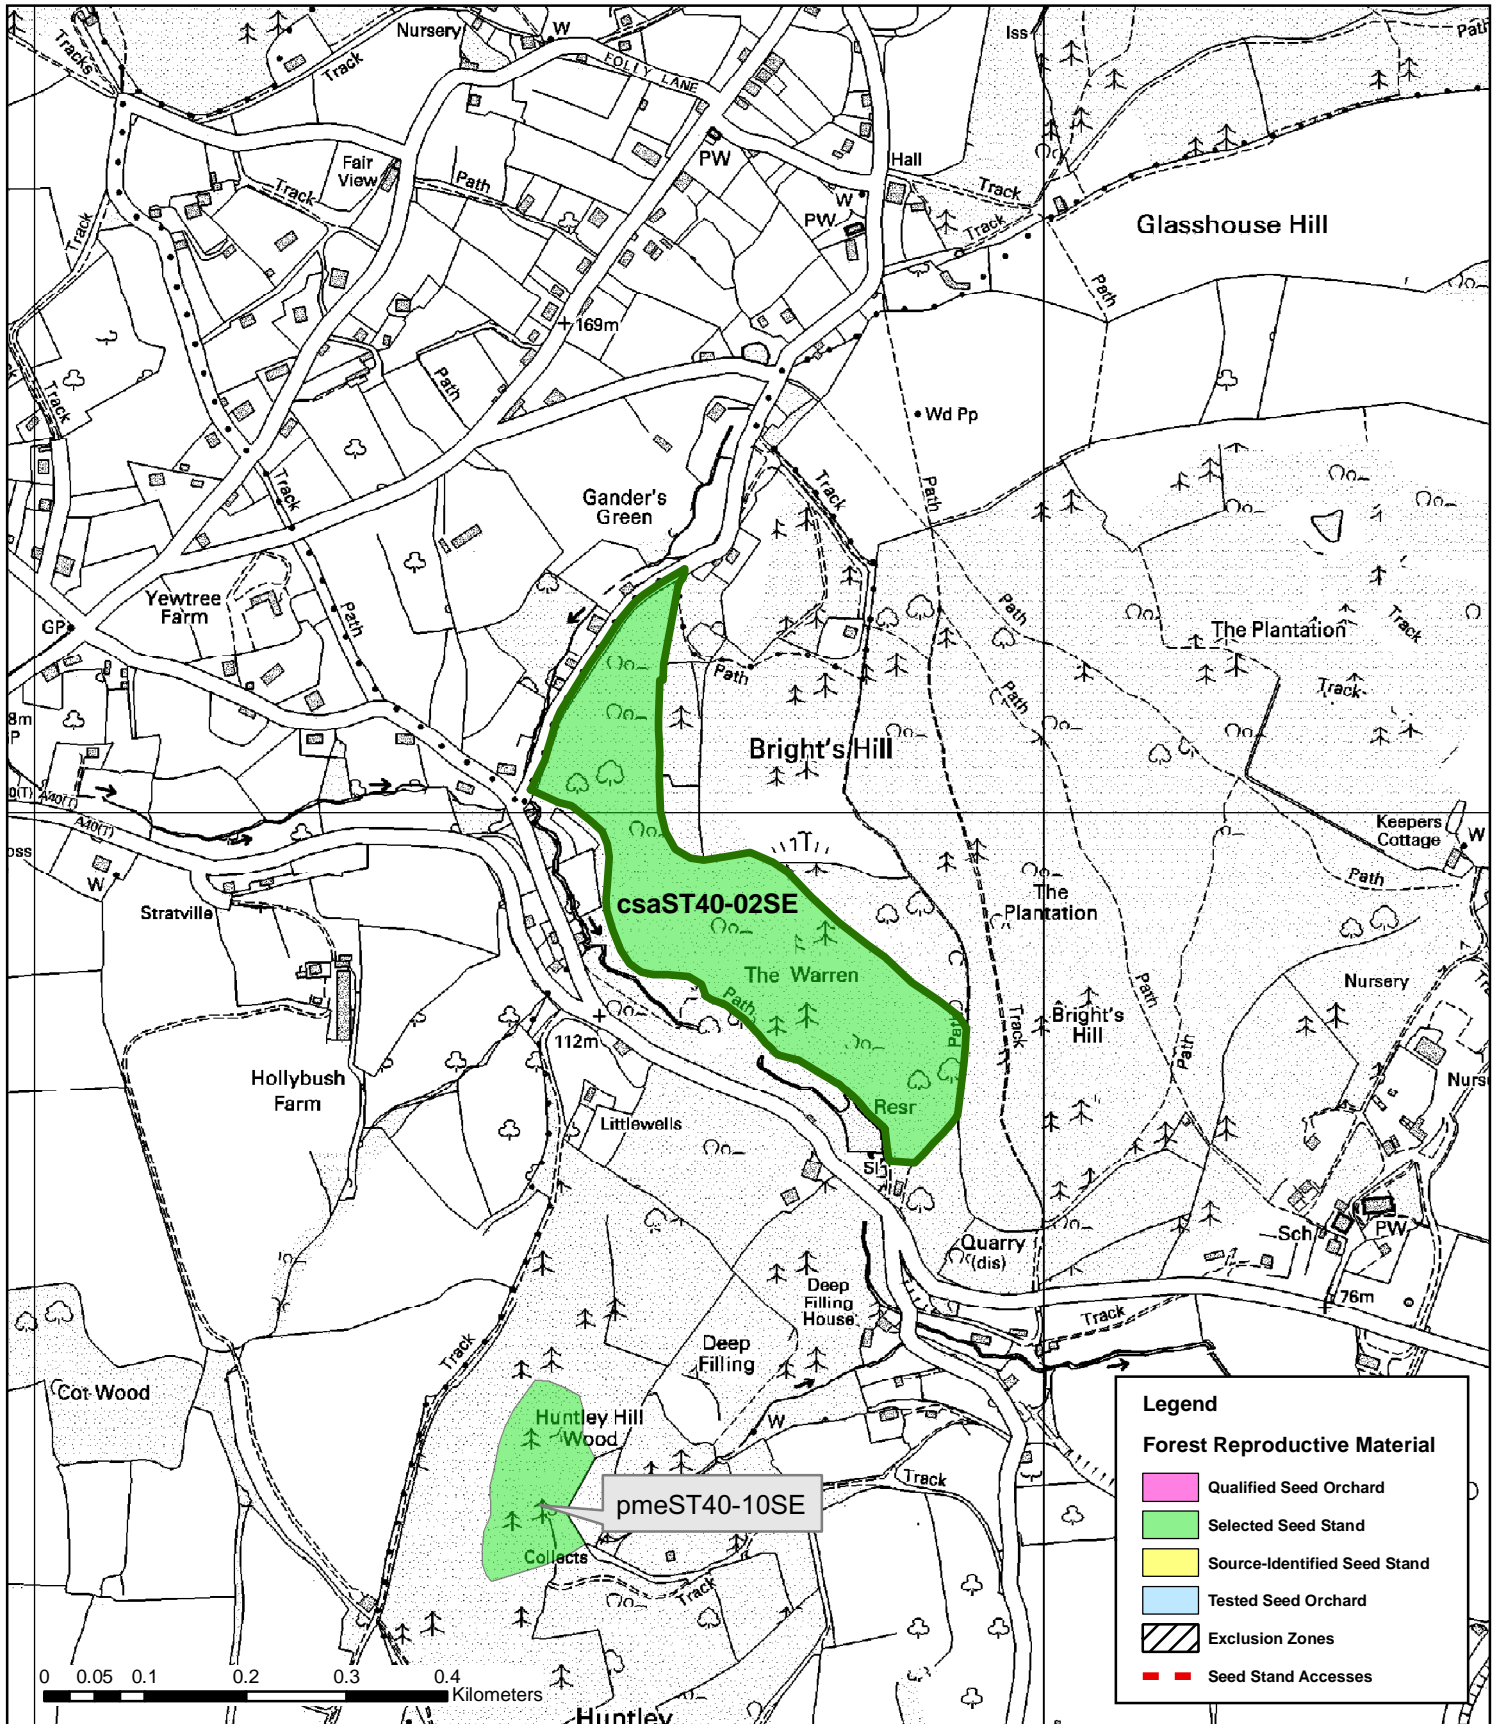 Nursery
W
Iss
Path
Tracks
Track
FOLLY LANE
PW
Hall
Fair
View
Path
Track
Track
W
PW
Track
Track
Glasshouse Hill
Track
Path
169m
Path
Track
Wd Pp
Track
Gander's
Green
Track
Path
Yewtree
Farm
GP
Path
Path
The Plantation
Track
Path
Path
Track
8m
Bright's Hill
A40(T)
A40(T)
Keepers
Cottage
W
Path
oss
W
Stratville
csaST40-02SE
The
Plantation
The Warren
Path
Nursery
Path
Track
Path
Bright's
Hill
Path
112m
Hollybush
Farm
Resr
Littlewells
Nurs
Sl
Sch
PW
Quarry
(dis)
Deep
Filling
House
76m
Track
Deep
Filling
Track
Cot Wood
Huntley Hill
Wood
W
Track
pmeST40-10SE
Collects
Track
Huntley
0 0.05 0.1 0.2 0.3 0.4
Kilometers
Legend
Forest Reproductive Material
Qualified Seed Orchard
Selected Seed Stand
Source-Identified Seed Stand
Tested Seed Orchard
Exclusion Zones
Seed Stand Accesses